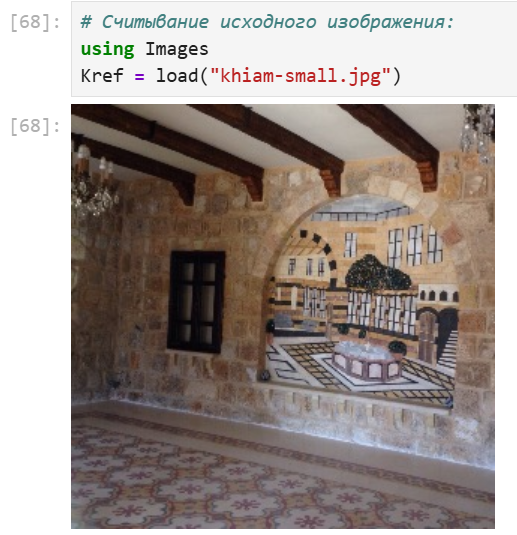 [68]: # Считывание исходного изображения:
using Images
Kref = load("khiam-small.jpg")
[68]: